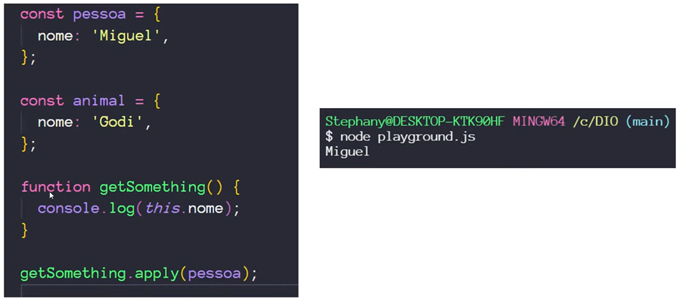 const pessoa = {
  nome: 'Miguel',
};
const animal = {
  nome: 'Godi',
};
function getSomething() {
  console.log(this.nome);
}
getSomething.apply(pessoa);
Stephany@DESKTOP-KTK90HF MINGW64 /c/DIO (main)
$ node playground.js
Miguel